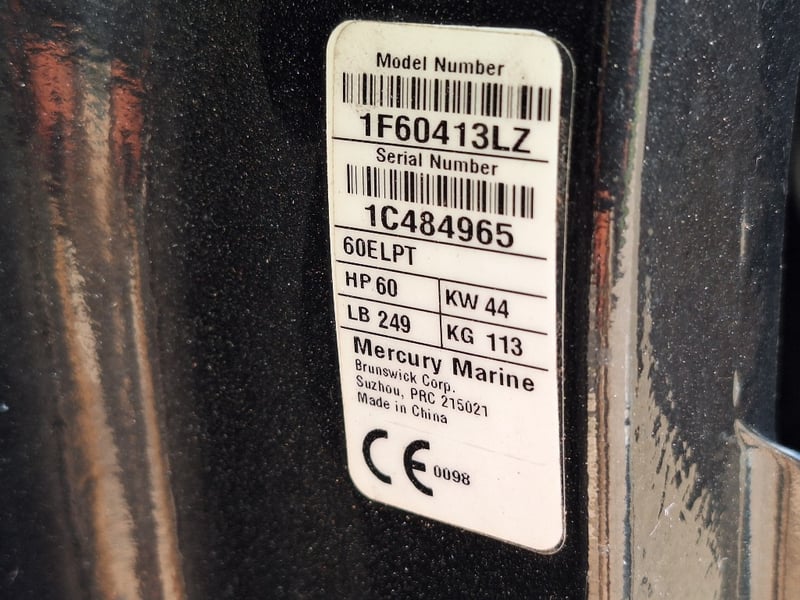 Model Number
1F60413LZ
Serial Number
1C484965
60ELPT
HP 60 KW 44
LB 249 KG 113
Mercury Marine
Brunswick Corp.
Suzhou, PRC 215021
Made in China
CE 0098